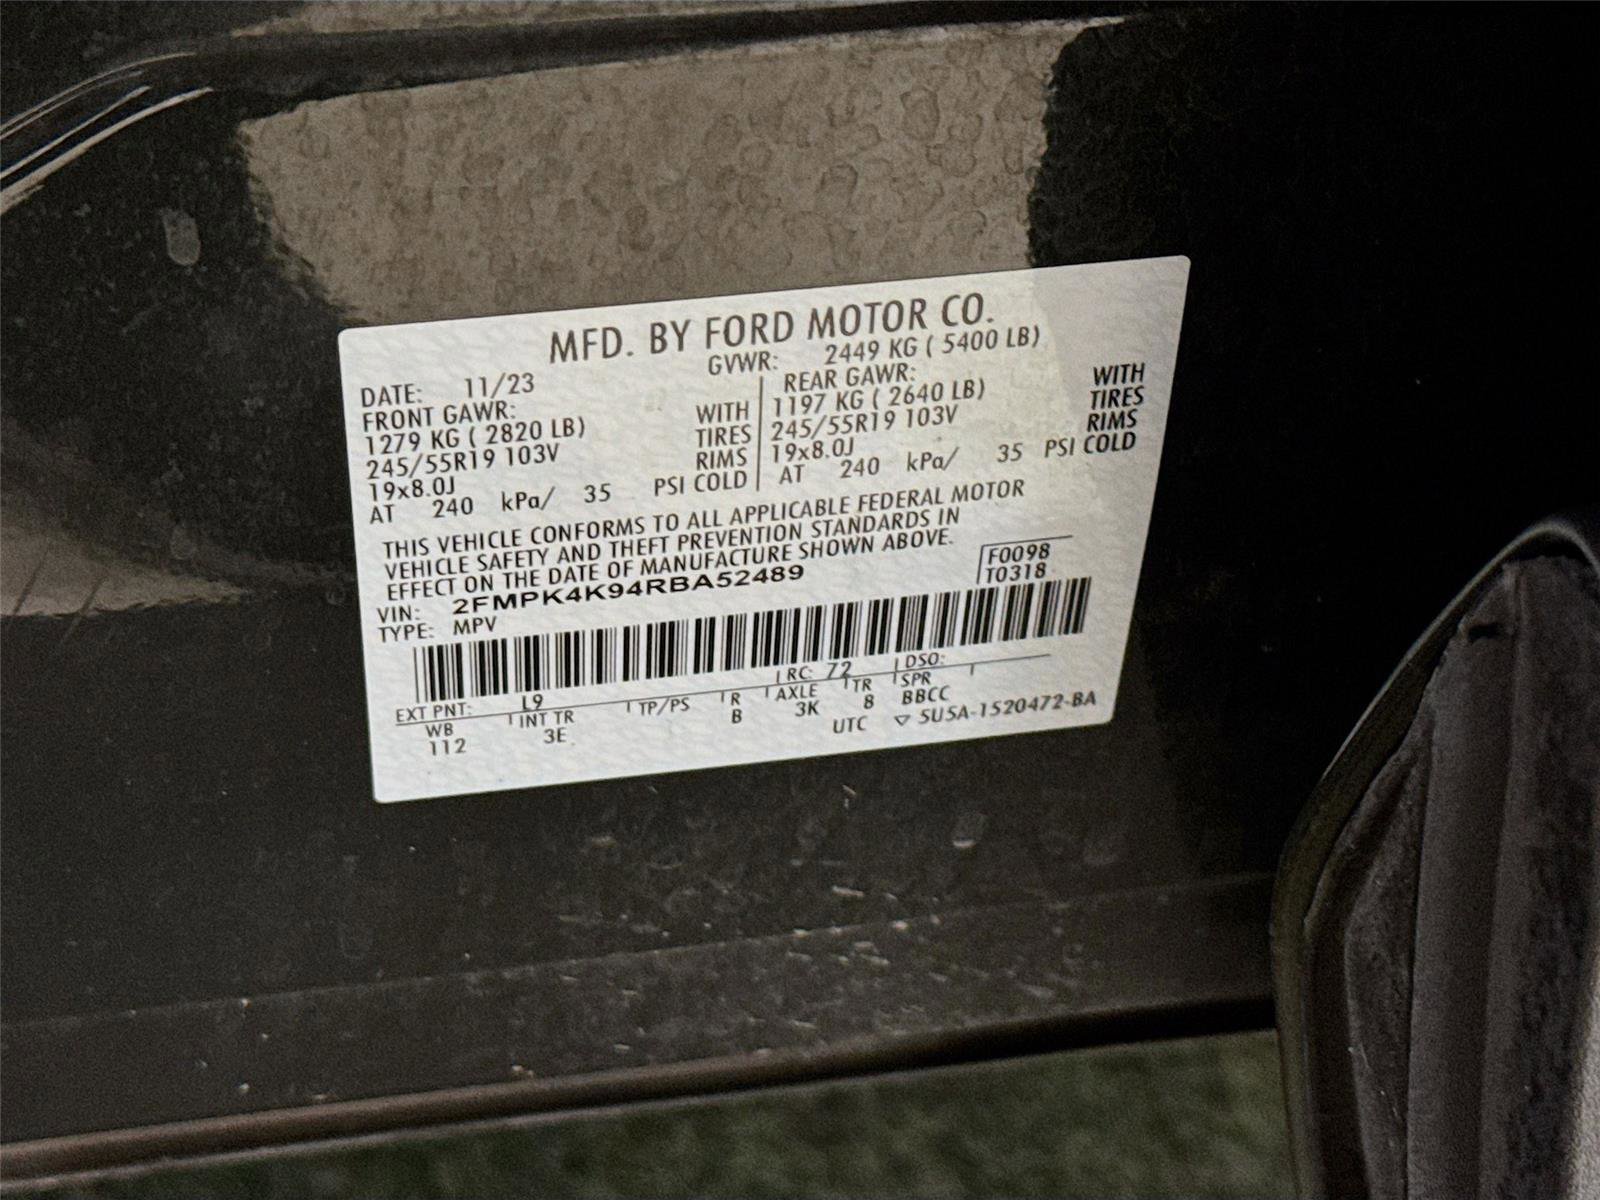 MFD. BY FORD MOTOR CO.
DATE: 11/23 GVWR: 2449 KG ( 5400 LB)
FRONT GAWR: REAR GAWR:
1279 KG ( 2820 LB) WITH 1197 KG ( 2640 LB) WITH
245/55R19 103V TIRES 245/55R19 103V TIRES
19x8.0J RIMS 19x8.0J RIMS
AT 240 kPa/ 35 PSI COLD AT 240 kPa/ 35 PSI COLD
THIS VEHICLE CONFORMS TO ALL APPLICABLE FEDERAL MOTOR
VEHICLE SAFETY AND THEFT PREVENTION STANDARDS IN
EFFECT ON THE DATE OF MANUFACTURE SHOWN ABOVE.
F0098
T0318
VIN: 2FMPK4K94RBA52489
TYPE: MPV
EXT PNT: L9 RC: 72 DSO:
WB INT TR TP/PS R AXLE TR SPR
112 3E B 3K 8 BBCC
UTC ▽ 5U5A-1520472-BA